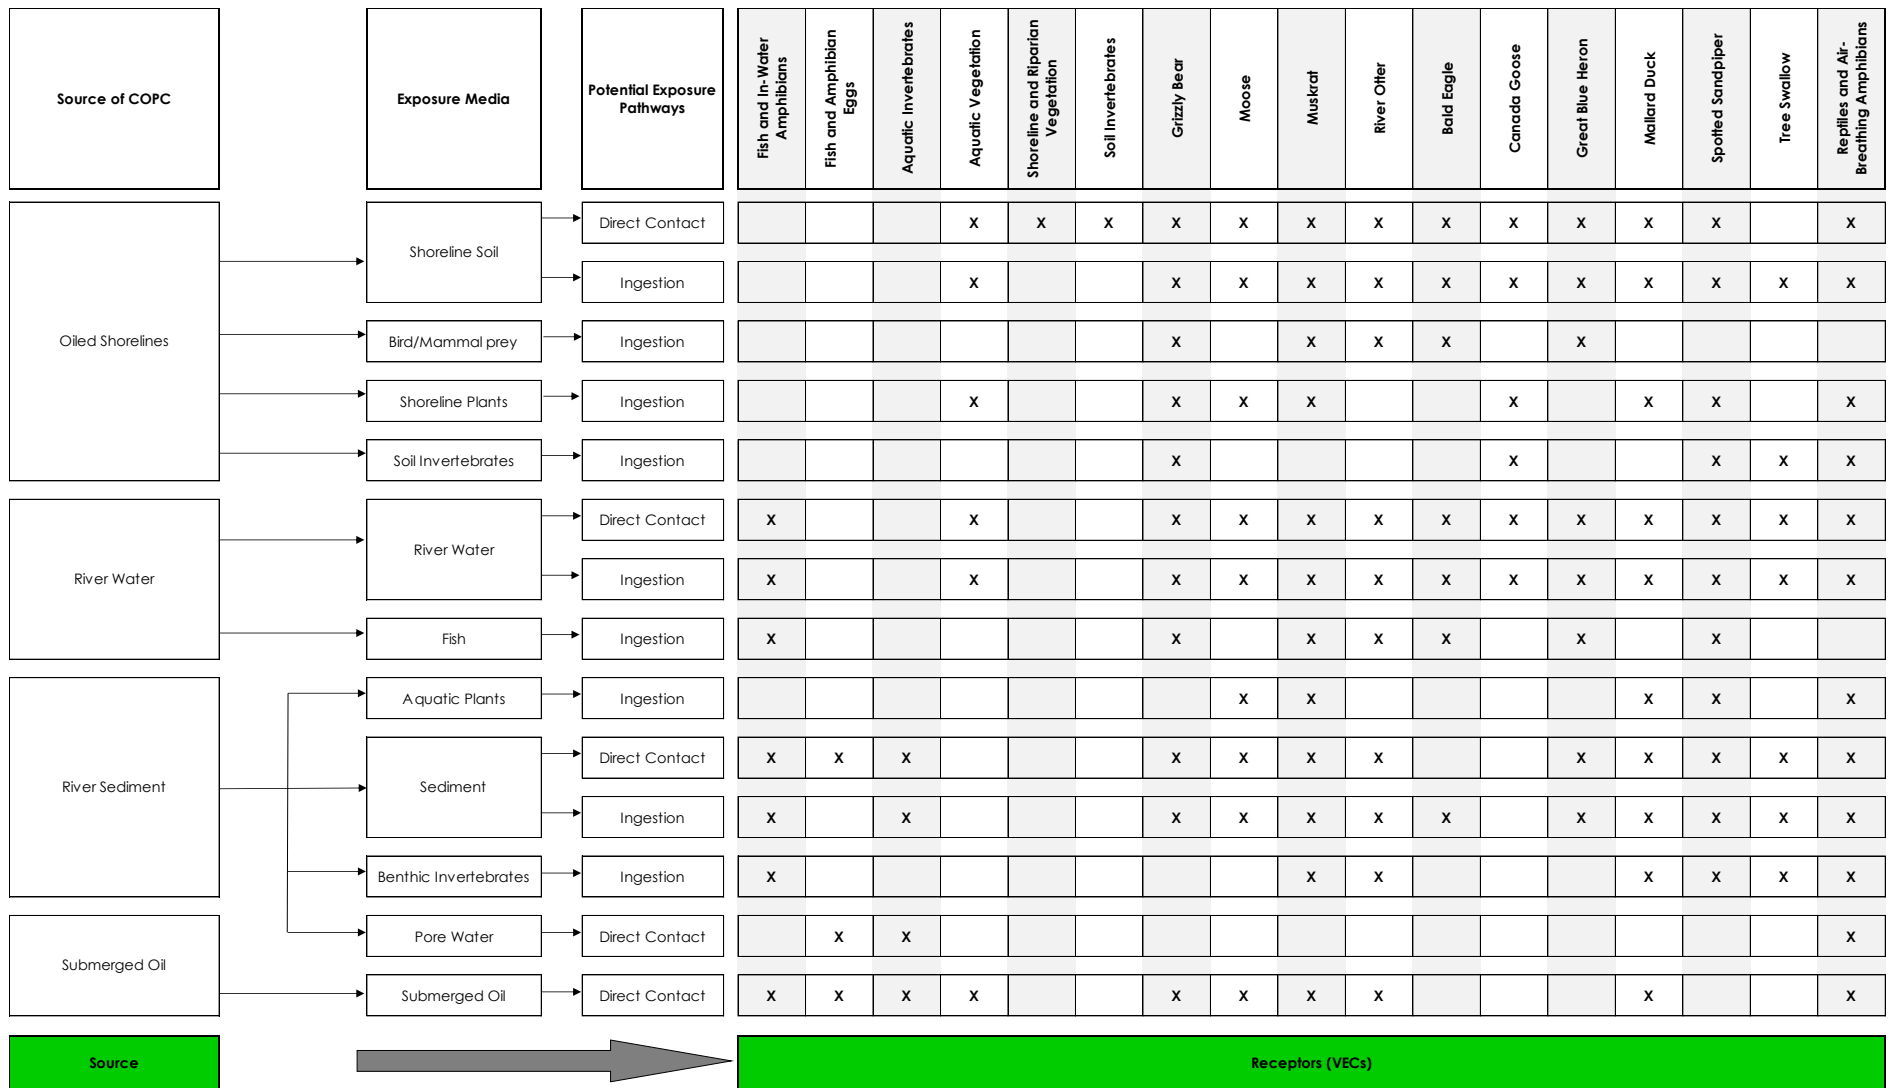 Source of COPC
Exposure Media
Potential Exposure
Pathways
Fish and In-Water
Amphibians
Fish and Amphibian
Eggs
Aquatic Invertebrates
Aquatic Vegetation
Shoreline and Riparian
Vegetation
Soil Invertebrates
Grizzly Bear
Moose
Muskrat
River Otter
Bald Eagle
Canada Goose
Great Blue Heron
Mallard Duck
Spotted Sandpiper
Tree Swallow
Reptiles and Air-
Breathing Amphibians
Oiled Shorelines
Shoreline Soil
Direct Contact
X X X X X X X X X X X X X
Ingestion
X X X X X X X X X X X X
Bird/Mammal prey
Ingestion
X X X X X
Shoreline Plants
Ingestion
X X X X X X X X
Soil Invertebrates
Ingestion
X X X X X
River Water
River Water
Direct Contact
X X X X X X X X X X X X X
Ingestion
X X X X X X X X X X X X X
Fish
Ingestion
X X X X X X X
River Sediment
Aquatic Plants
Ingestion
X X X X X
Sediment
Direct Contact
X X X X X X X X X X X X
Ingestion
X X X X X X X X X X X X
Benthic Invertebrates
Ingestion
X X X X X X X
Submerged Oil
Pore Water
Direct Contact
X X X
Submerged Oil
Direct Contact
X X X X X X X X X X
Source
Receptors (VECs)